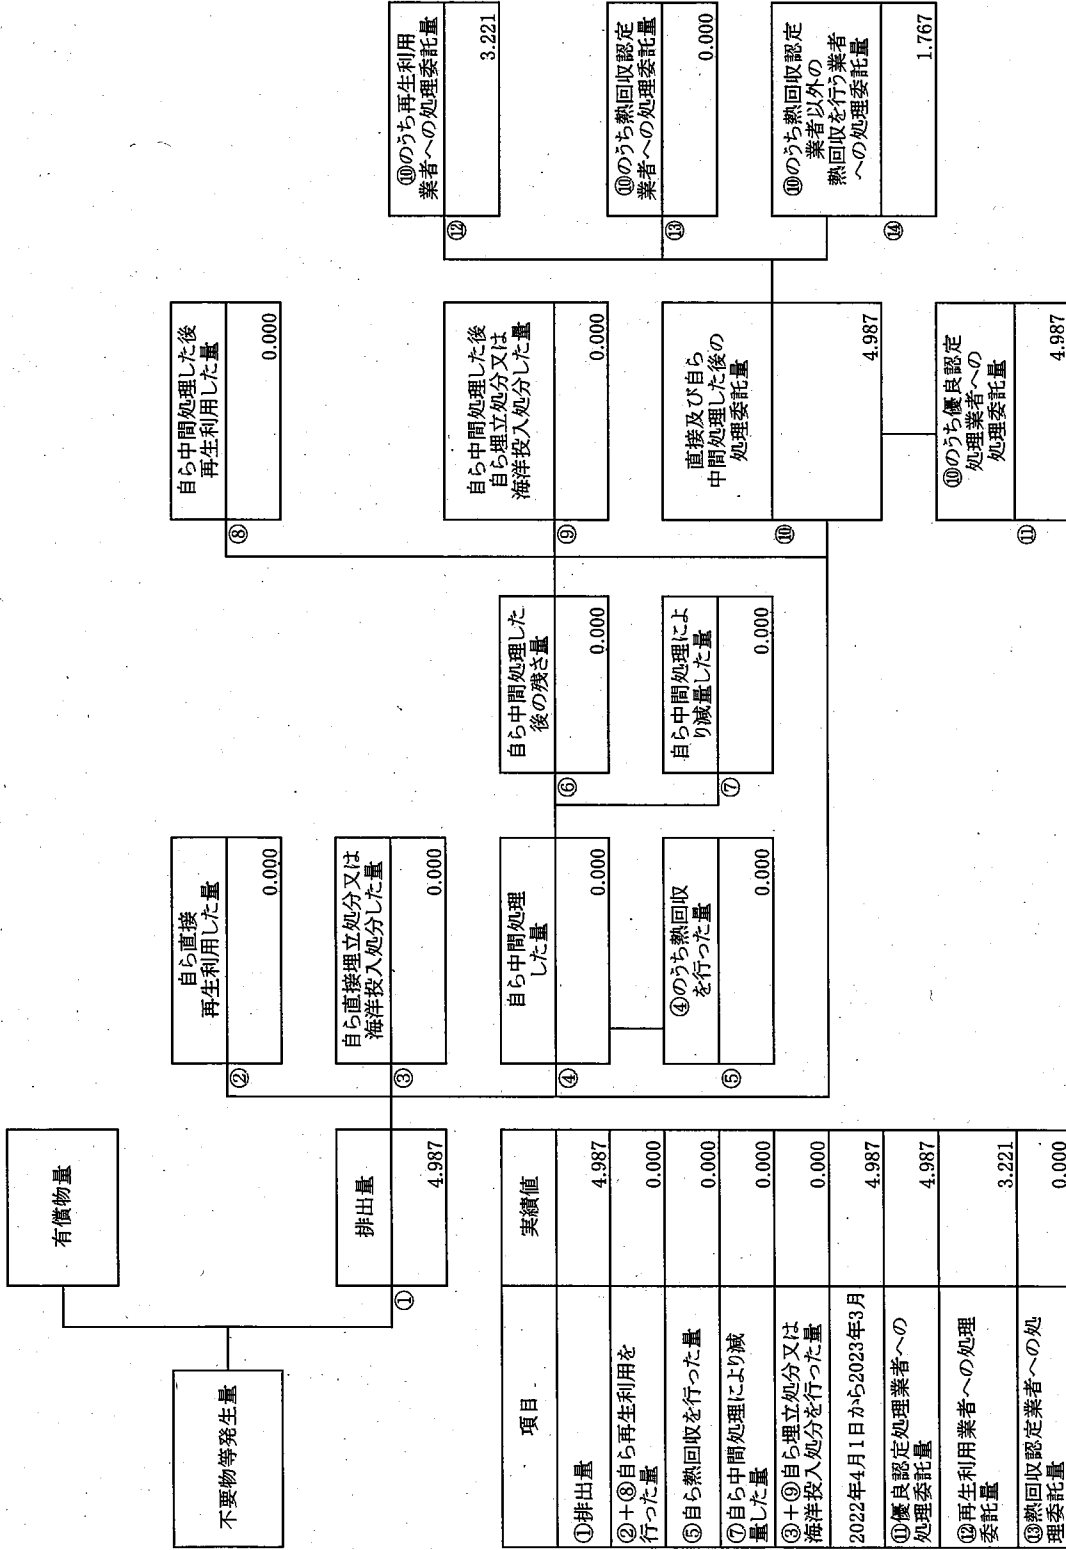 不要物等発生量
有償物量
排出量
①
4.987
自ら直接
再生利用した量
②
0.000
自ら直接埋立処分又は
海洋投入処分した量
③
0.000
自ら中間処理
した量
④
0.000
④のうち熱回収
を行った量
⑤
0.000
自ら中間処理した
後の残さ量
⑥
0.000
自ら中間処理によ
り減量した量
⑦
0.000
自ら中間処理した後
再生利用した量
⑧
0.000
自ら中間処理した後
自ら埋立処分又は
海洋投入処分した量
⑨
0.000
直接及び自ら
中間処理した後の
処理委託量
⑩
4.987
⑩のうち優良認定
処理業者への
処理委託量
⑪
4.987
⑩のうち再生利用
業者への処理委託量
⑫
3.221
⑩のうち熱回収認定
業者への処理委託量
⑬
0.000
⑩のうち熱回収認定
業者以外の
熱回収を行う業者
への処理委託量
⑭
1.767
項目 実績値
①排出量 4.987
②+⑧自ら再生利用を
行った量 0.000
⑤自ら熱回収を行った量 0.000
⑦自ら中間処理により減
量した量 0.000
③+⑨自ら埋立処分又は
海洋投入処分を行った量 0.000
2022年4月1日から2023年3月 4.987
⑪優良認定処理業者への
処理委託量 4.987
⑫再生利用業者への処理
委託量 3.221
⑬熱回収認定業者への処
理委託量 0.000